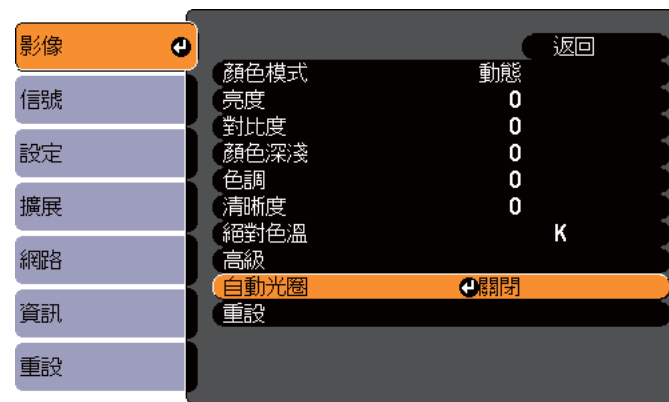 影像
信號
設定
擴展
網路
資訊
重設
返回
顏色模式 動態
亮度 0
對比度 0
顏色深淺 0
色調 0
清晰度 0
絕對色溫 K
高級
自動光圈 關閉
重設